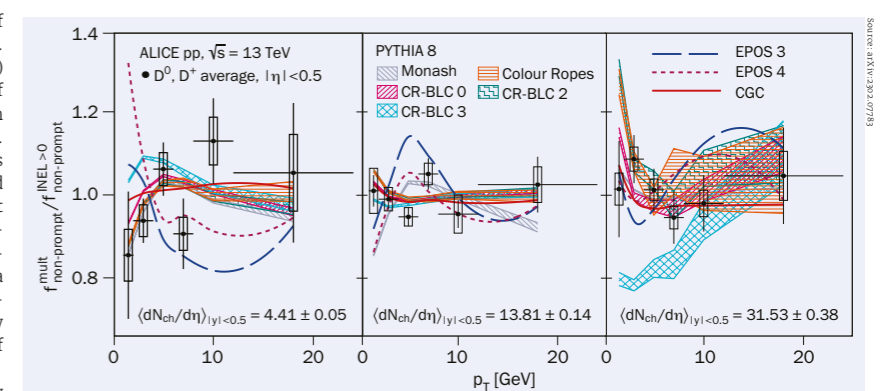 f
.
.
)
f
n
.
s
d
t
-
.
-
a
-
y
f
1.4
1.2
1.0
0.8
f^mult_non-prompt/f^INEL>0_non-prompt
ALICE pp, √s = 13 TeV
• D⁰, D⁺ average, |η|<0.5
⟨dN_ch/dη⟩_|y|<0.5 = 4.41 ± 0.05
PYTHIA 8
Monash Colour Ropes
CR-BLC 0 CR-BLC 2
CR-BLC 3
⟨dN_ch/dη⟩_|y|<0.5 = 13.81 ± 0.14
EPOS 3
EPOS 4
CGC
⟨dN_ch/dη⟩_|y|<0.5 = 31.53 ± 0.38
0 10 20 0 10 20 0 10 20
p_T [GeV]
Source: arXiv:2302.07783